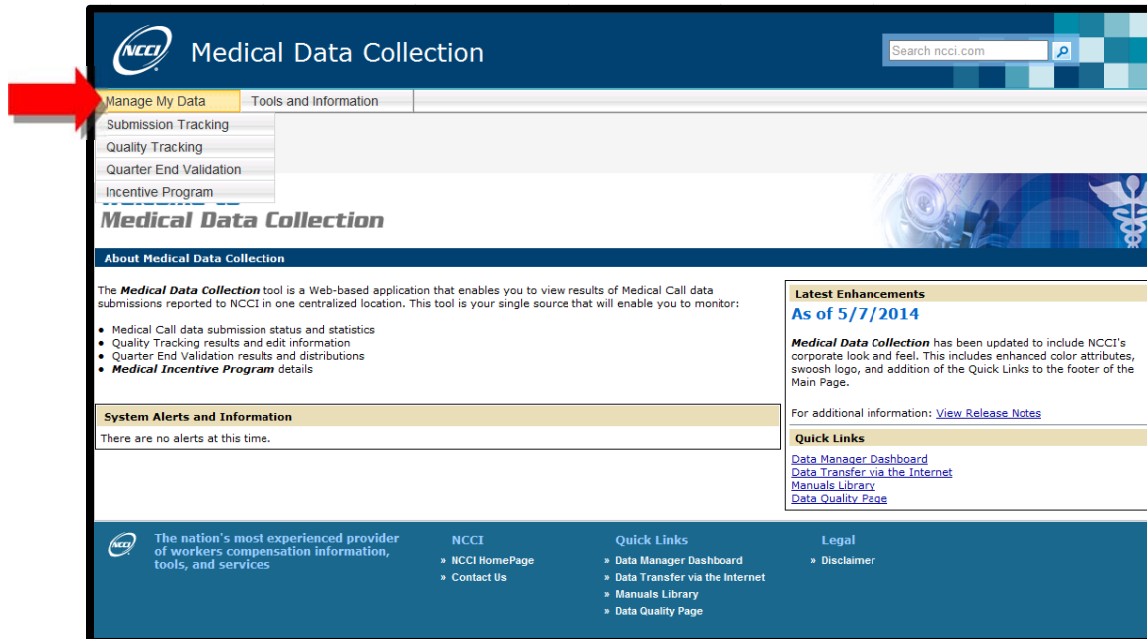 NCCI
Medical Data Collection
Search ncci.com
Manage My Data
Tools and Information
Submission Tracking
Quality Tracking
Quarter End Validation
Incentive Program
Medical Data Collection
About Medical Data Collection
The Medical Data Collection tool is a Web-based application that enables you to view results of Medical Call data
submissions reported to NCCI in one centralized location. This tool is your single source that will enable you to monitor:
● Medical Call data submission status and statistics
● Quality Tracking results and edit information
● Quarter End Validation results and distributions
● Medical Incentive Program details
System Alerts and Information
There are no alerts at this time.
Latest Enhancements
As of 5/7/2014
Medical Data Collection has been updated to include NCCI's
corporate look and feel. This includes enhanced color attributes,
swoosh logo, and addition of the Quick Links to the footer of the
Main Page.
For additional information: View Release Notes
Quick Links
Data Manager Dashboard
Data Transfer via the Internet
Manuals Library
Data Quality Page
NCCI
The nation's most experienced provider
of workers compensation information,
tools, and services
NCCI
» NCCI HomePage
» Contact Us
Quick Links
» Data Manager Dashboard
» Data Transfer via the Internet
» Manuals Library
» Data Quality Page
Legal
» Disclaimer